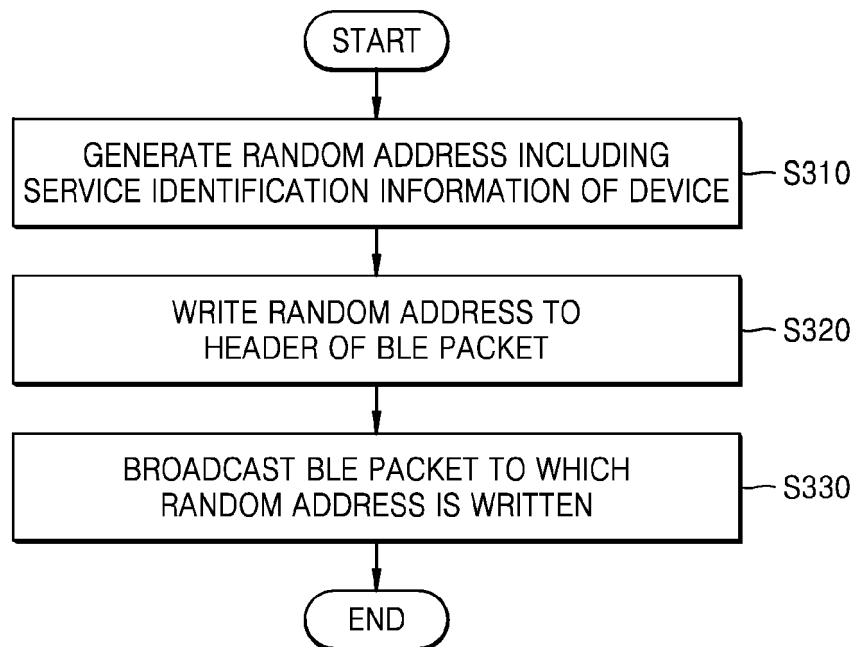 START
GENERATE RANDOM ADDRESS INCLUDING
SERVICE IDENTIFICATION INFORMATION OF DEVICE
S310
WRITE RANDOM ADDRESS TO
HEADER OF BLE PACKET
S320
BROADCAST BLE PACKET TO WHICH
RANDOM ADDRESS IS WRITTEN
S330
END